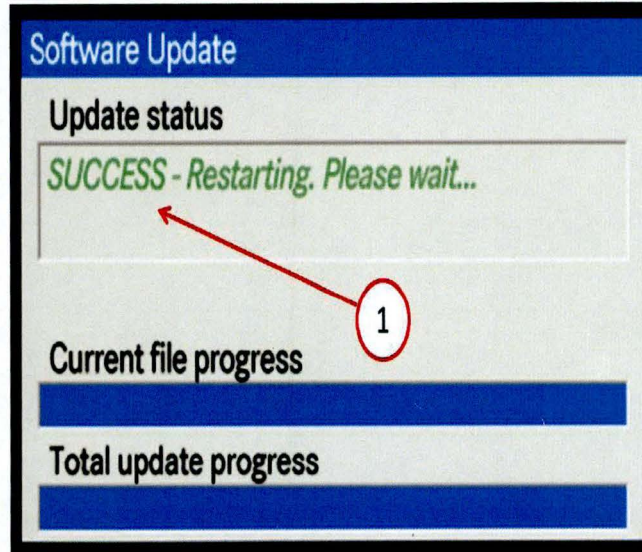 Software Update
Update status
SUCCESS - Restarting. Please wait...
1
Current file progress
Total update progress